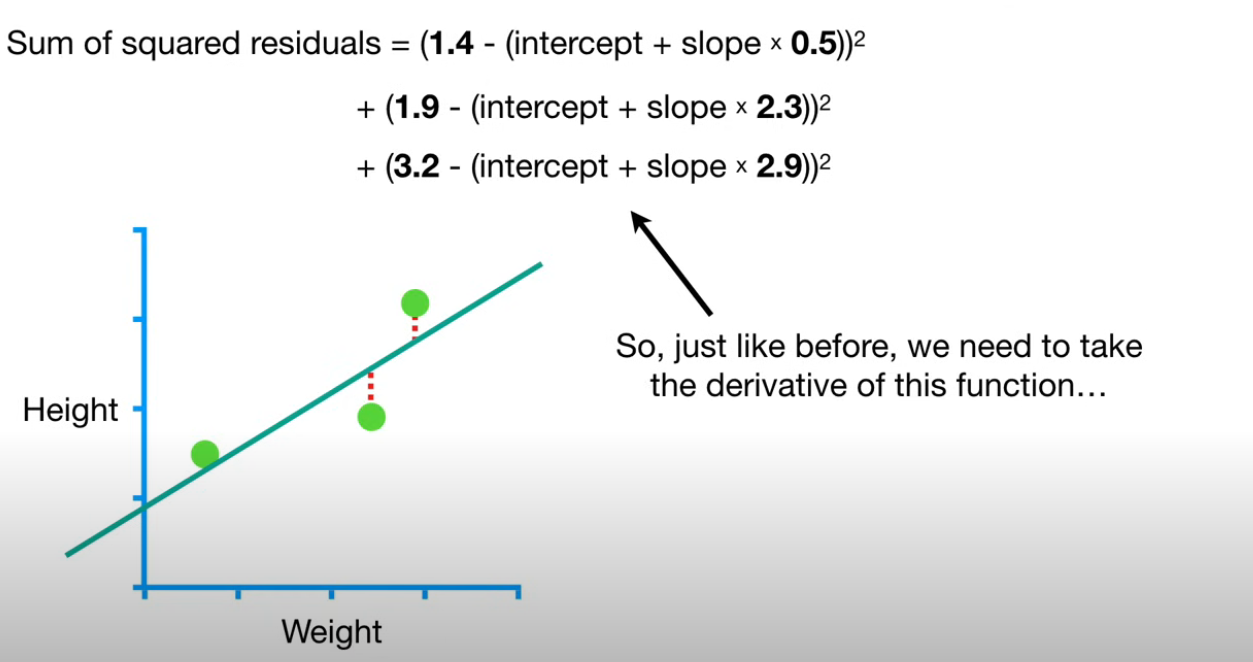 Sum of squared residuals = (1.4 - (intercept + slope × 0.5))²
+ (1.9 - (intercept + slope × 2.3))²
+ (3.2 - (intercept + slope × 2.9))²
So, just like before, we need to take
the derivative of this function…
Height
Weight